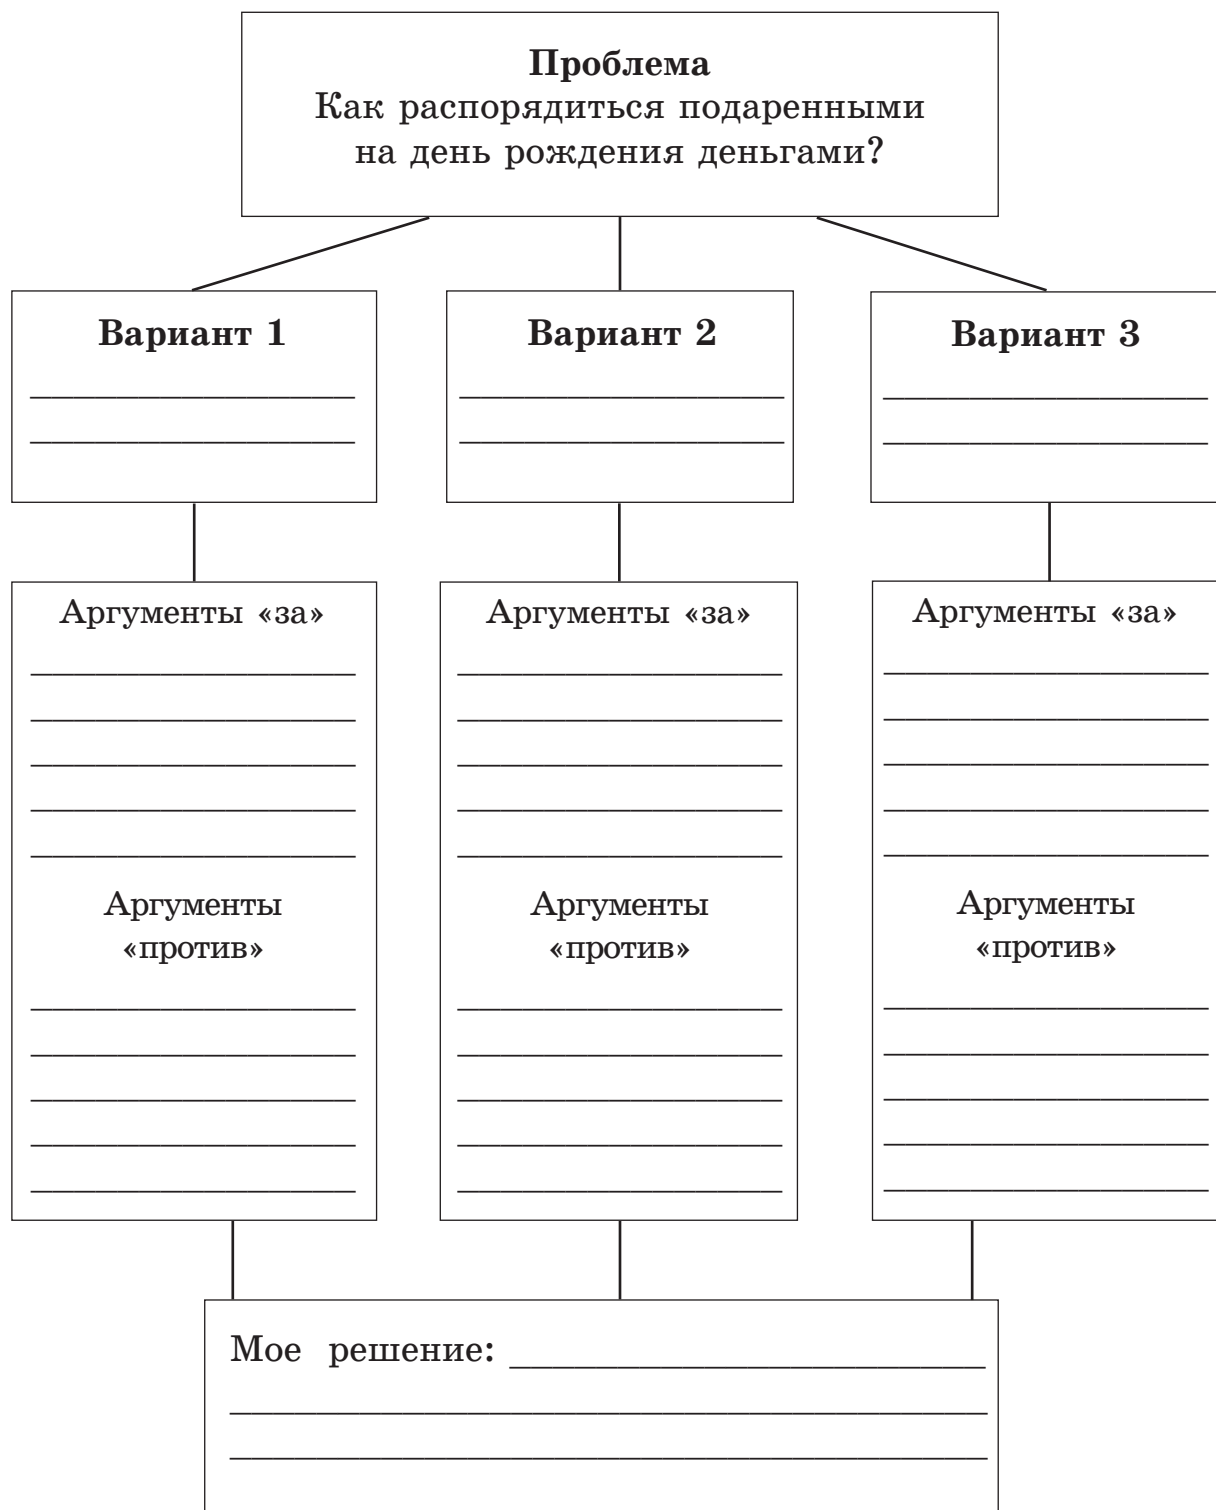 Проблема
Как распорядиться подаренными
на день рождения деньгами?
Вариант 1
Вариант 2
Вариант 3
Аргументы «за»
Аргументы
«против»
Аргументы «за»
Аргументы
«против»
Аргументы «за»
Аргументы
«против»
Мое решение: